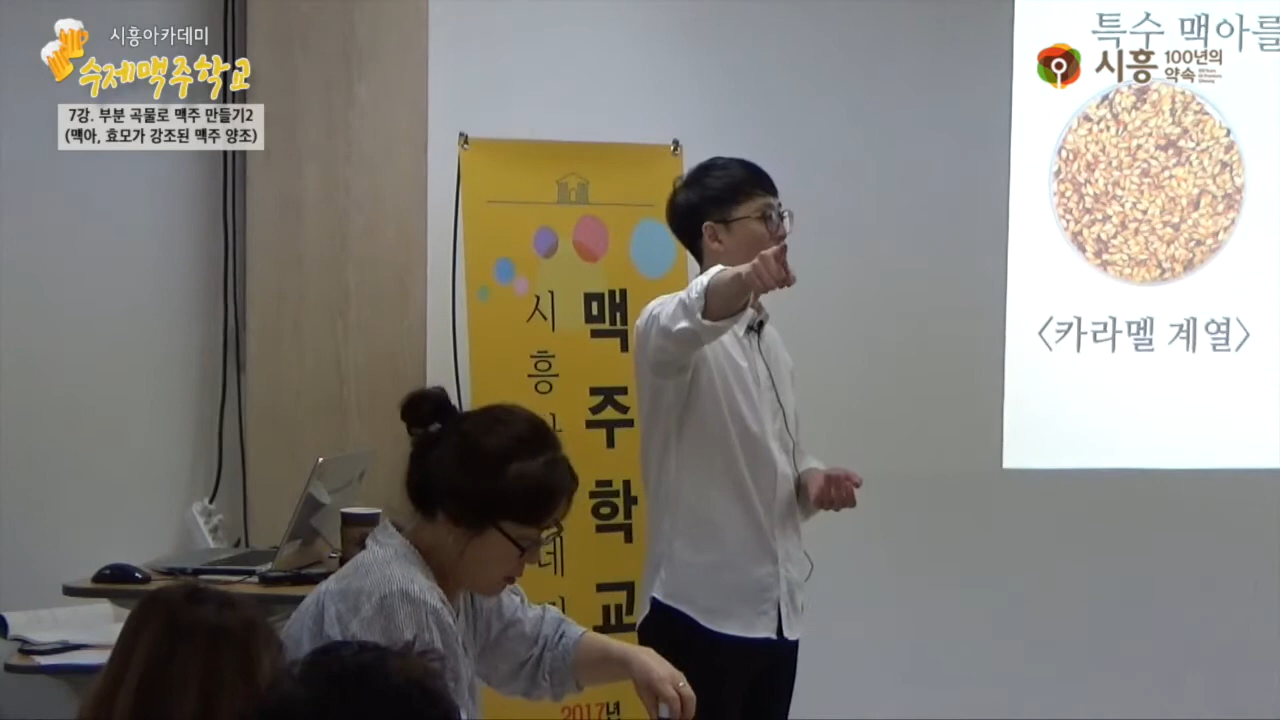 시흥아카데미
수제맥주학교
7강. 부분 곡물로 맥주 만들기2
(맥아, 효모가 강조된 맥주 양조)
특수 맥아를
시흥 100년의
약속
〈카라멜 계열〉
시흥아
데
맥주학교
2017년